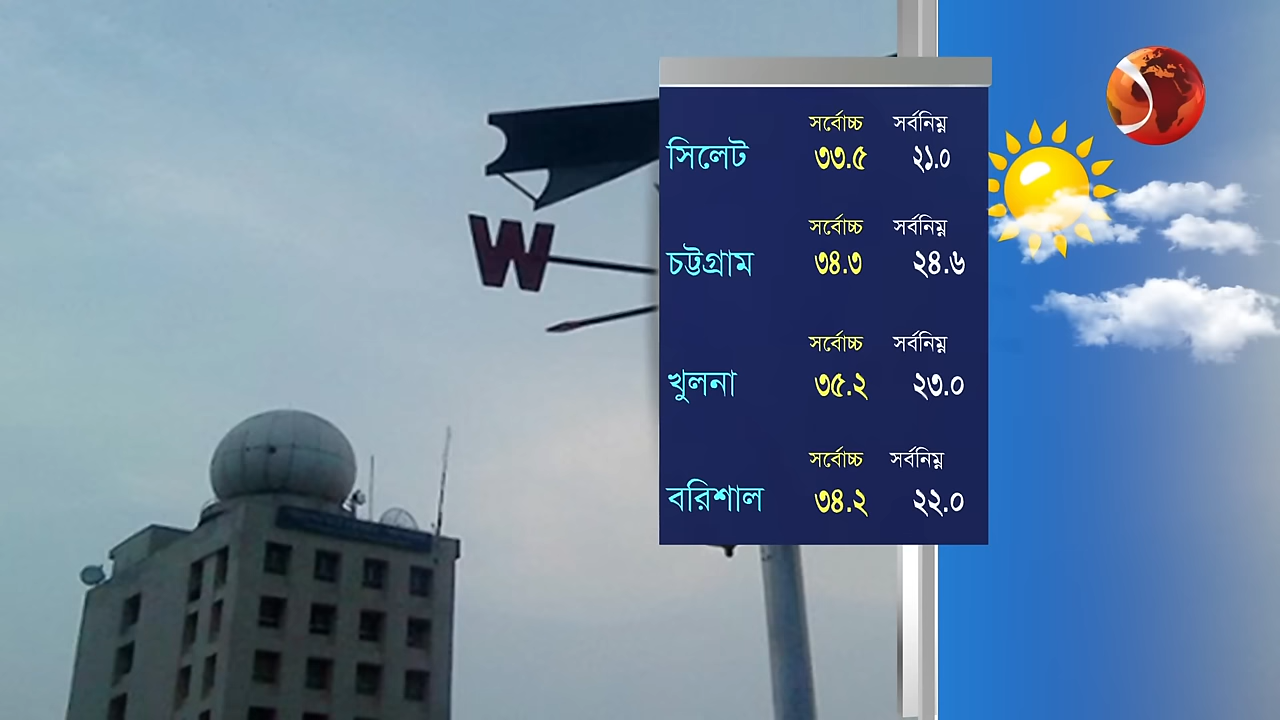 সর্বোচ্চ সর্বনিম্ন
সিলেট ৩৩.৫ ২১.০
সর্বোচ্চ সর্বনিম্ন
চট্টগ্রাম ৩৪.৩ ২৪.৬
সর্বোচ্চ সর্বনিম্ন
খুলনা ৩৫.২ ২৩.০
সর্বোচ্চ সর্বনিম্ন
বরিশাল ৩৪.২ ২২.০
W